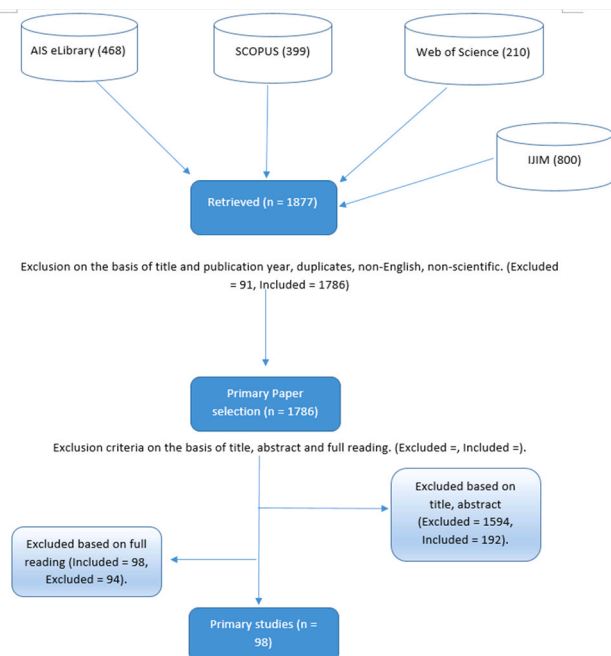 AIS eLibrary (468)
SCOPUS (399)
Web of Science (210)
IJIM (800)
Retrieved (n = 1877)
Exclusion on the basis of title and publication year, duplicates, non-English, non-scientific. (Excluded
= 91, Included = 1786)
Primary Paper
selection (n = 1786)
Exclusion criteria on the basis of title, abstract and full reading. (Excluded =, Included =).
Excluded based on
title, abstract
(Excluded = 1594,
Included = 192).
Excluded based on full
reading (Included = 98,
Excluded = 94).
Primary studies (n =
98)